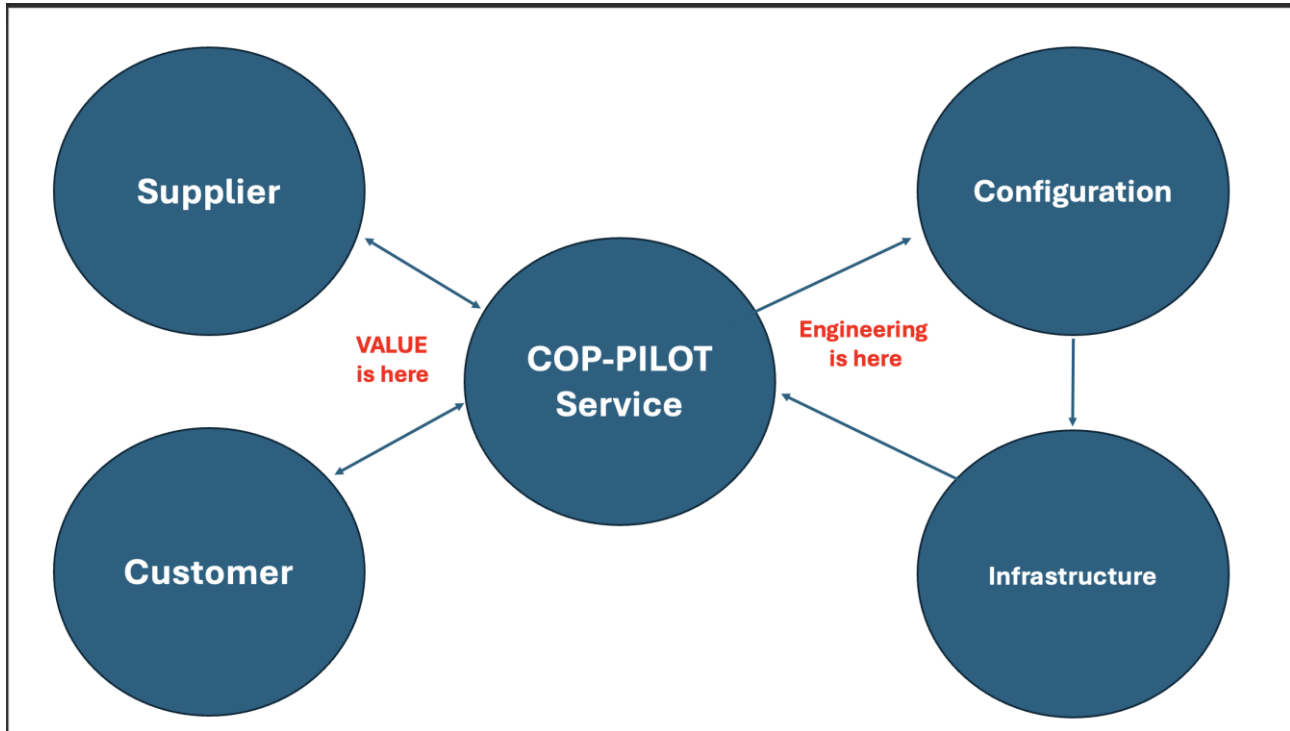 Supplier
Configuration
VALUE
is here
COP-PILOT
Service
Engineering
is here
Customer
Infrastructure